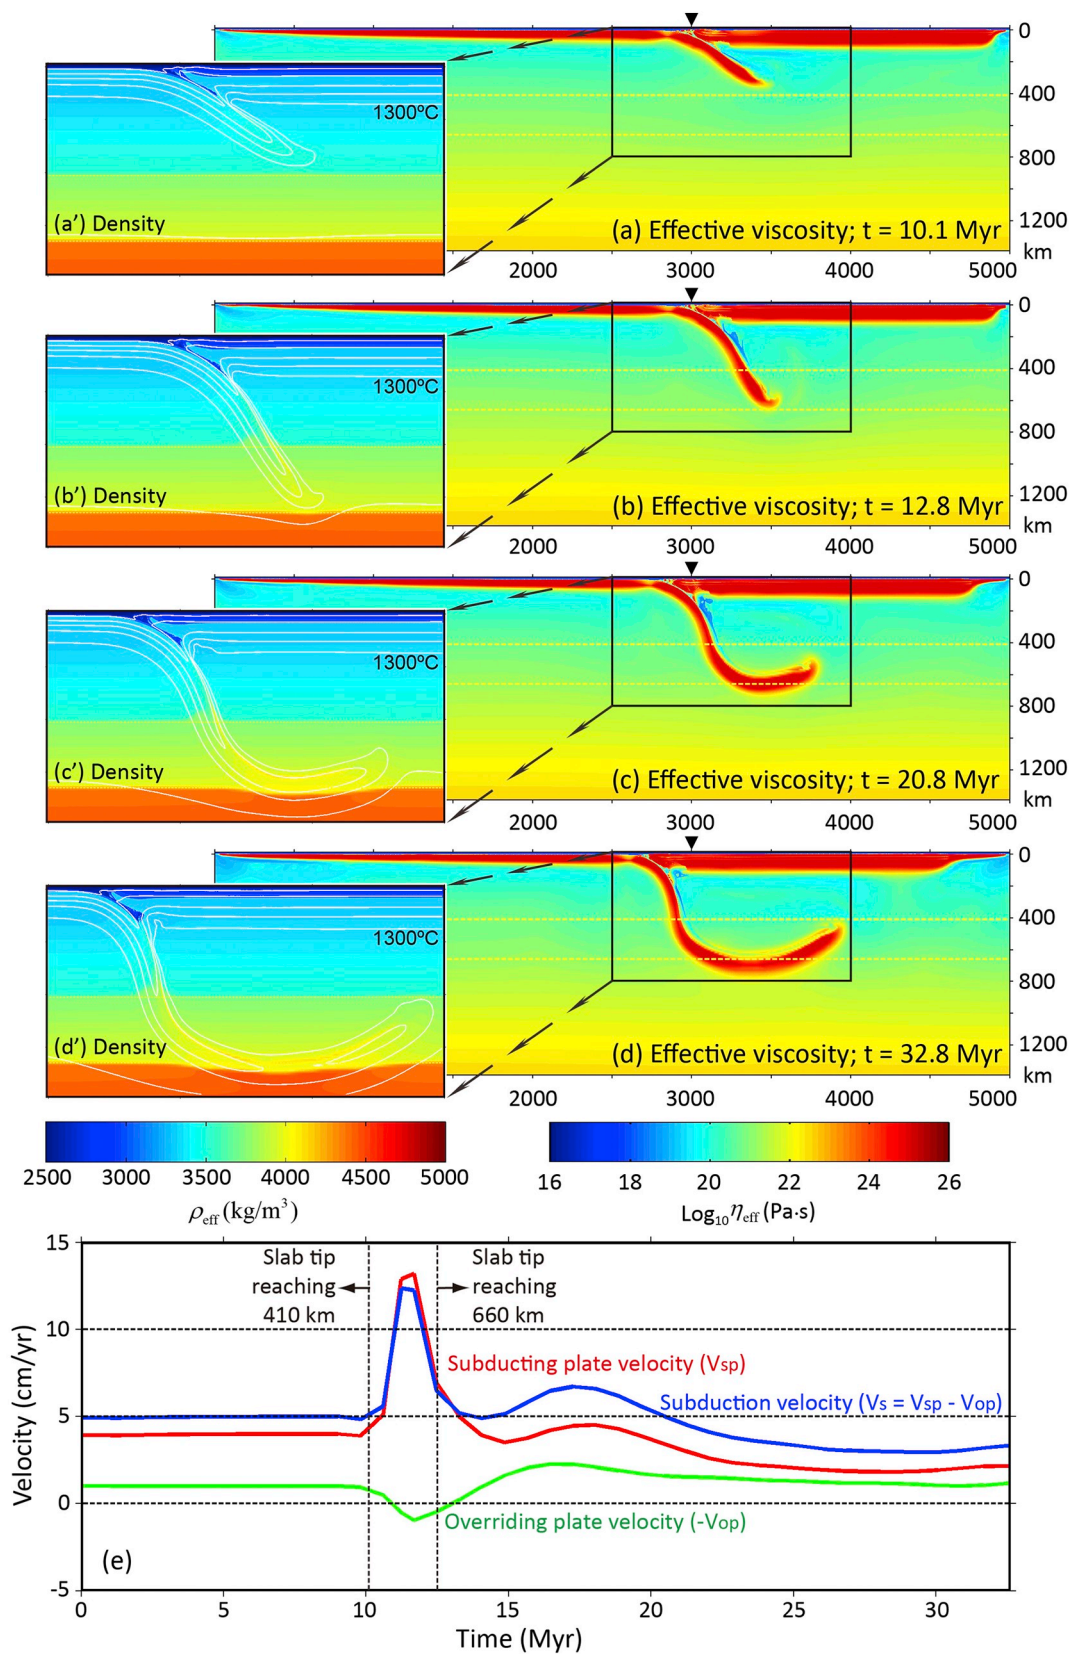 0
400
800
1200
km
1300ºC
(a') Density
(a) Effective viscosity; t = 10.1 Myr
2000
3000
4000
5000
0
400
800
1200
km
1300ºC
(b') Density
(b) Effective viscosity; t = 12.8 Myr
2000
3000
4000
5000
0
400
800
1200
km
1300ºC
(c') Density
(c) Effective viscosity; t = 20.8 Myr
2000
3000
4000
5000
0
400
800
1200
km
1300ºC
(d') Density
(d) Effective viscosity; t = 32.8 Myr
2000
3000
4000
5000
2500 3000 3500 4000 4500 5000
ρeff (kg/m³)
16 18 20 22 24 26
Log₁₀ ηeff (Pa·s)
15
10
5
0
-5
Velocity (cm/yr)
Slab tip
reaching
410 km
Slab tip
reaching
660 km
Subducting plate velocity (Vsp)
Subduction velocity (Vs = Vsp - Vop)
Overriding plate velocity (-Vop)
(e)
0 5 10 15 20 25 30
Time (Myr)